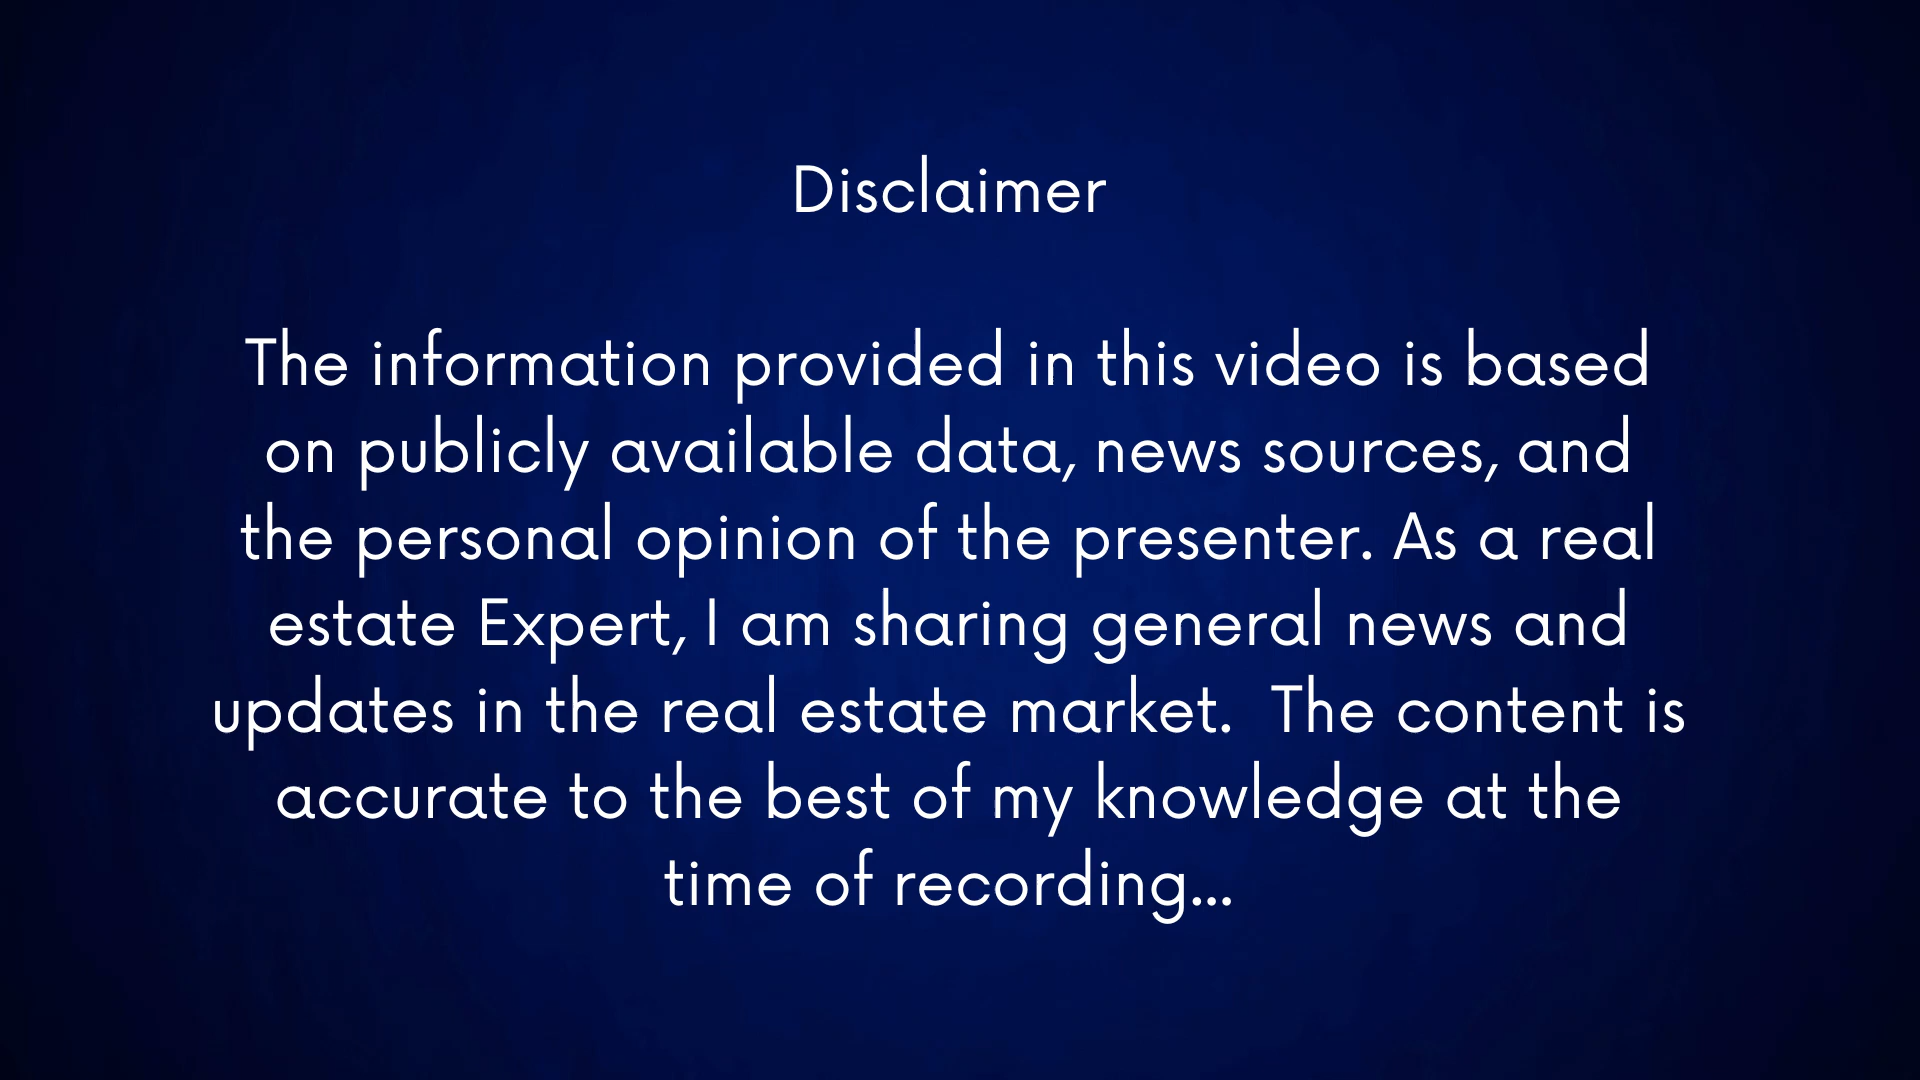 Disclaimer
The information provided in this video is based
on publicly available data, news sources, and
the personal opinion of the presenter. As a real
estate Expert, I am sharing general news and
updates in the real estate market.  The content is
accurate to the best of my knowledge at the
time of recording...